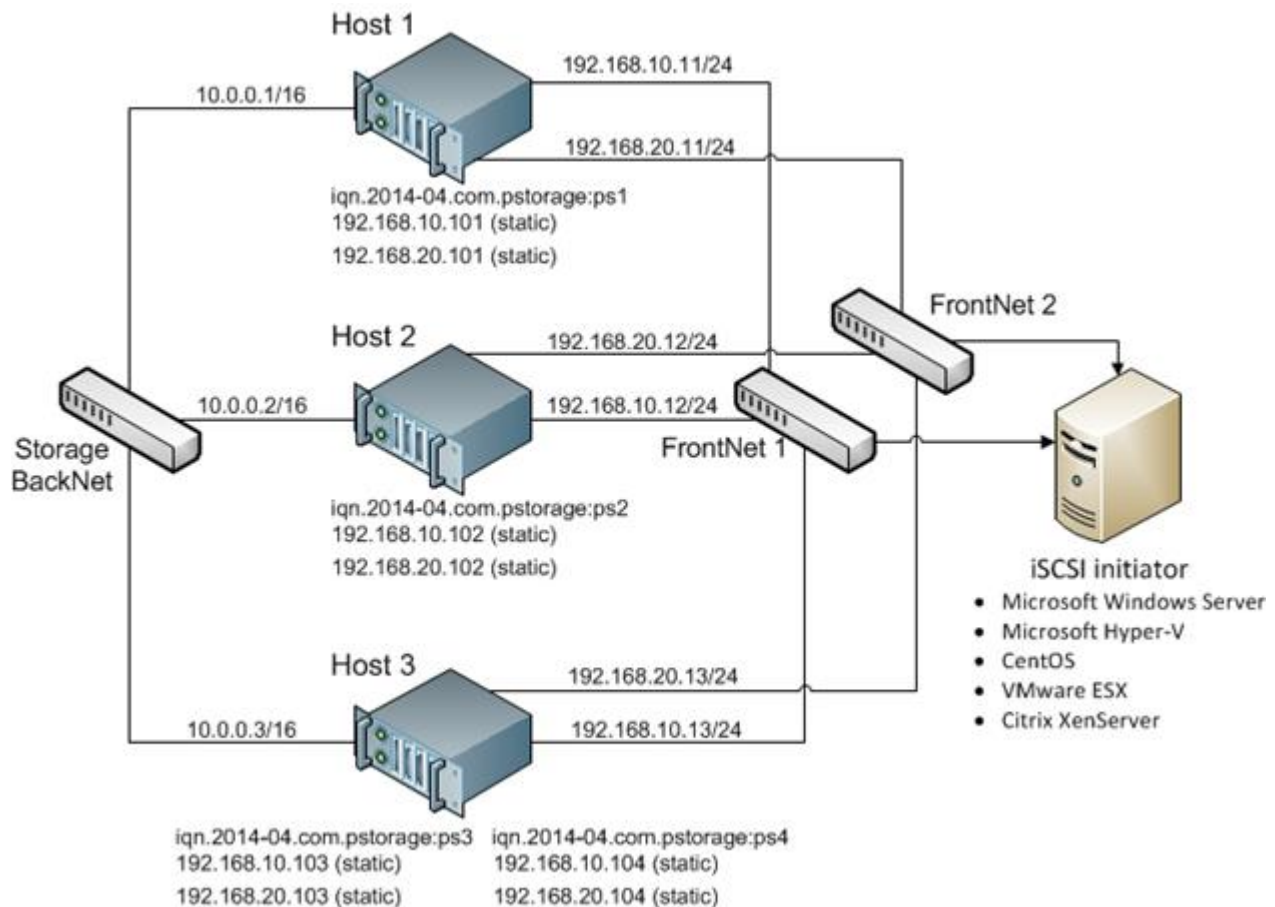 Host 1
192.168.10.11/24
10.0.0.1/16
192.168.20.11/24
iqn.2014-04.com.pstorage:ps1
192.168.10.101 (static)
192.168.20.101 (static)
FrontNet 2
Host 2
192.168.20.12/24
10.0.0.2/16
192.168.10.12/24
Storage
BackNet
FrontNet 1
iqn.2014-04.com.pstorage:ps2
192.168.10.102 (static)
192.168.20.102 (static)
iSCSI initiator
• Microsoft Windows Server
• Microsoft Hyper-V
• CentOS
• VMware ESX
• Citrix XenServer
Host 3
192.168.20.13/24
10.0.0.3/16
192.168.10.13/24
iqn.2014-04.com.pstorage:ps3
192.168.10.103 (static)
192.168.20.103 (static)
iqn.2014-04.com.pstorage:ps4
192.168.10.104 (static)
192.168.20.104 (static)